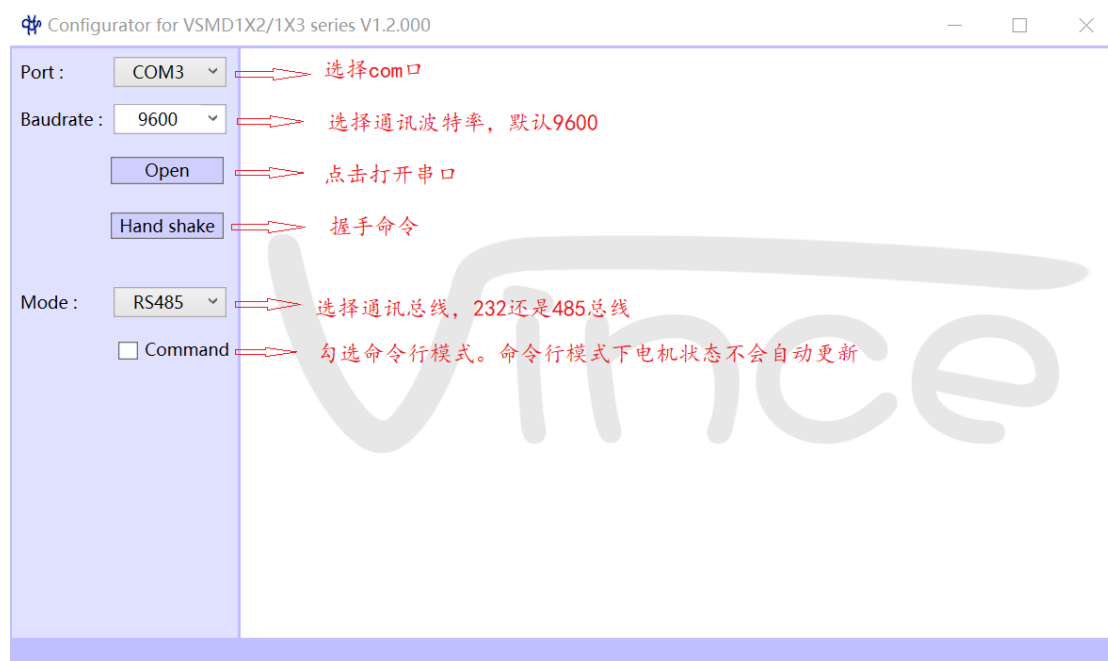 Configurator for VSMD1X2/1X3 series V1.2.000
Port : COM3 选择com口
Baudrate : 9600 选择通讯波特率，默认9600
Open 点击打开串口
Hand shake 握手命令
Mode : RS485 选择通讯总线，232还是485总线
Command 勾选命令行模式。命令行模式下电机状态不会自动更新
Vince